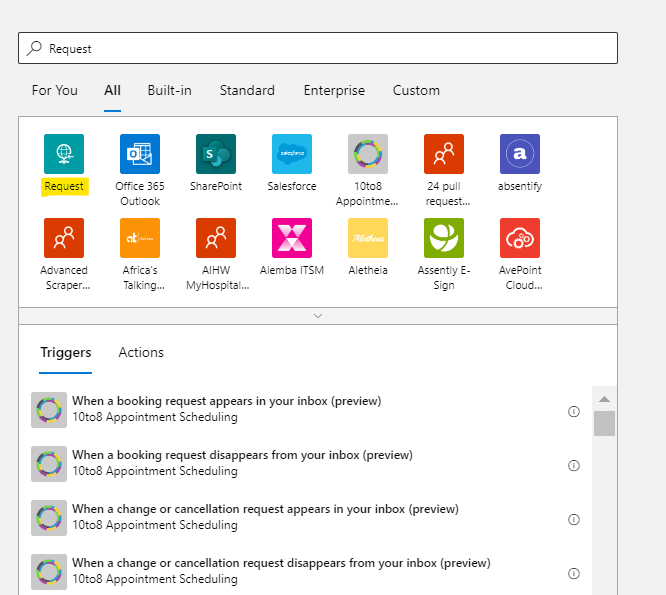 Request
For You All Built-in Standard Enterprise Custom
Request Office 365 Outlook SharePoint Salesforce 10to8 Appointme... 24 pull request... absentify
Advanced Scraper... Africa's Talking... AIHW MyHospital... Alemba ITSM Aletheia Assently E-Sign AvePoint Cloud...
Triggers Actions
When a booking request appears in your inbox (preview)
10to8 Appointment Scheduling
When a booking request disappears from your inbox (preview)
10to8 Appointment Scheduling
When a change or cancellation request appears in your inbox (preview)
10to8 Appointment Scheduling
When a change or cancellation request disappears from your inbox (preview)
10to8 Appointment Scheduling